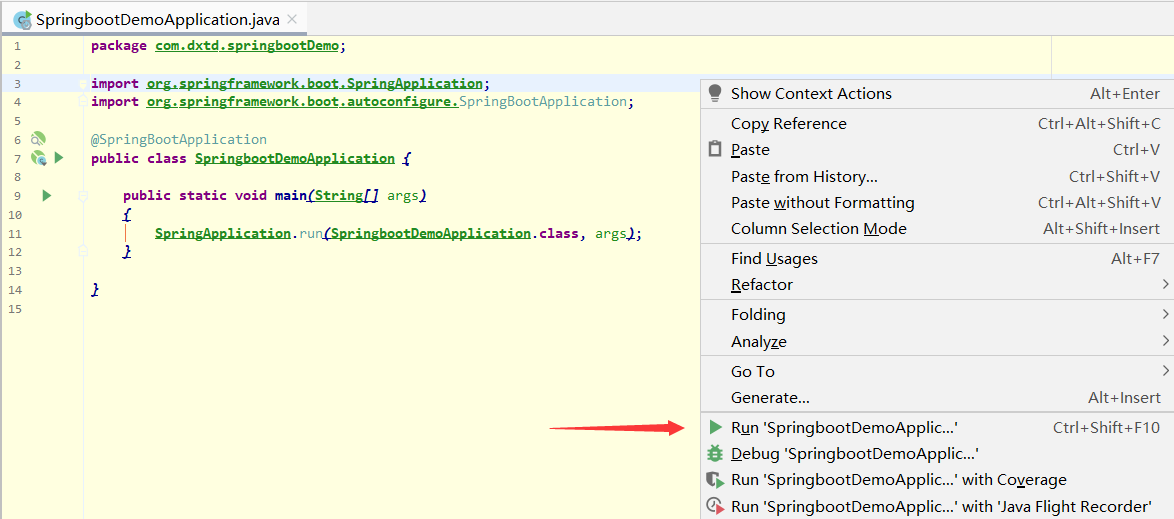 SpringbootDemoApplication.java
1 package com.dxtd.springbootDemo;
2
3 import org.springframework.boot.SpringApplication;
4 import org.springframework.boot.autoconfigure.SpringBootApplication;
5
6 @SpringBootApplication
7 public class SpringbootDemoApplication {
8
9 public static void main(String[] args)
10 {
11 SpringApplication.run(SpringbootDemoApplication.class, args);
12 }
13
14 }
15
Show Context Actions Alt+Enter
Copy Reference Ctrl+Alt+Shift+C
Paste Ctrl+V
Paste from History... Ctrl+Shift+V
Paste without Formatting Ctrl+Alt+Shift+V
Column Selection Mode Alt+Shift+Insert
Find Usages Alt+F7
Refactor
Folding
Analyze
Go To
Generate... Alt+Insert
Run 'SpringbootDemoApplic...' Ctrl+Shift+F10
Debug 'SpringbootDemoApplic...'
Run 'SpringbootDemoApplic...' with Coverage
Run 'SpringbootDemoApplic...' with 'Java Flight Recorder'